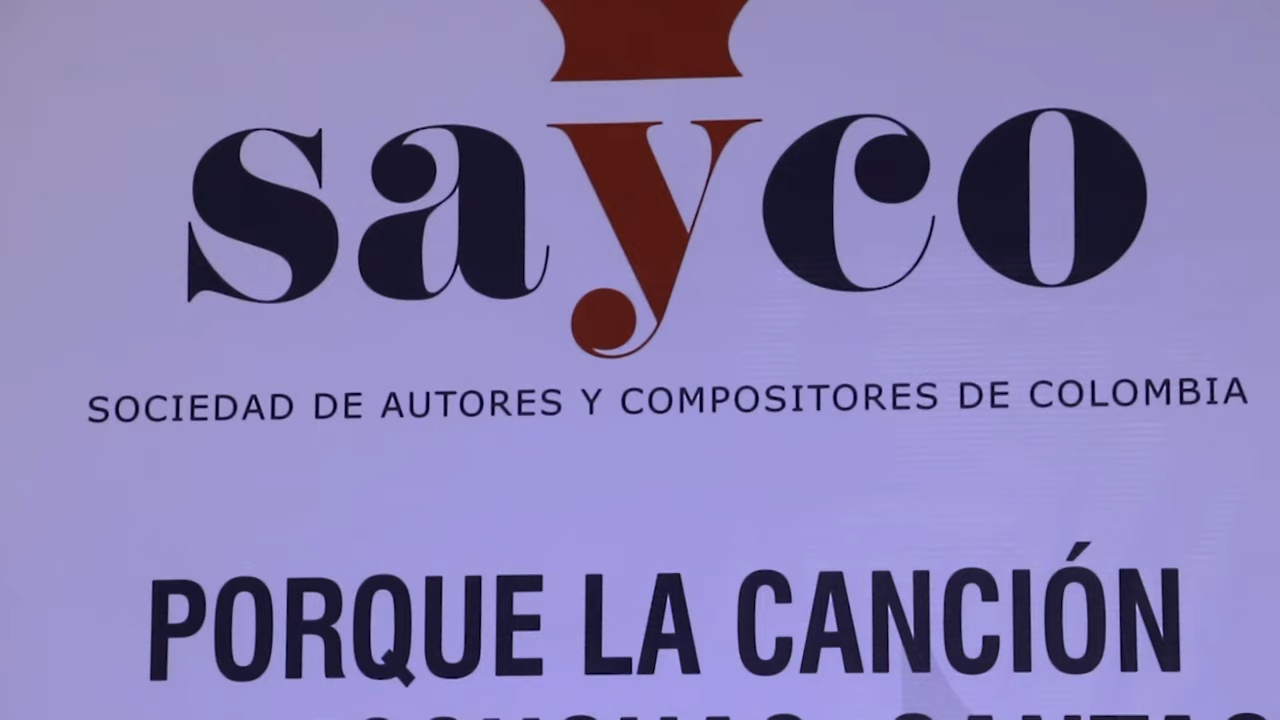 sayco
SOCIEDAD DE AUTORES Y COMPOSITORES DE COLOMBIA
PORQUE LA CANCIÓN